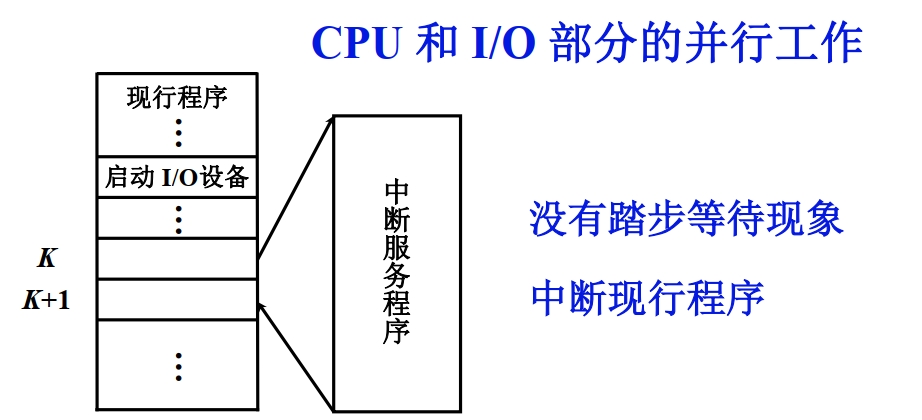 CPU 和 I/O 部分的并行工作
现行程序
⋮
启动 I/O设备
⋮
K
K+1
⋮
中断服务程序
没有踏步等待现象
中断现行程序